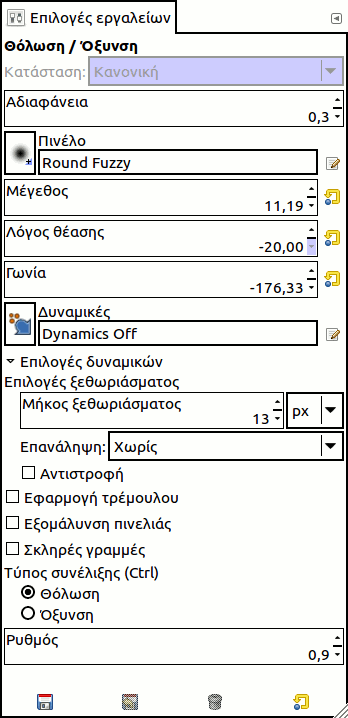 Επιλογές εργαλείων
Θόλωση / Όξυνση
Κατάσταση: Κανονική
Αδιαφάνεια
0,3
Πινέλο
Round Fuzzy
Μέγεθος
11,19
Λόγος θέασης
-20,00
Γωνία
-176,33
Δυναμικές
Dynamics Off
Επιλογές δυναμικών
Επιλογές ξεθωριάσματος
Μήκος ξεθωριάσματος
13 px
Επανάληψη: Χωρίς
Αντιστροφή
Εφαρμογή τρέμουλου
Εξομάλυνση πινελιάς
Σκληρές γραμμές
Τύπος συνέλιξης (Ctrl)
Θόλωση
Όξυνση
Ρυθμός
0,9